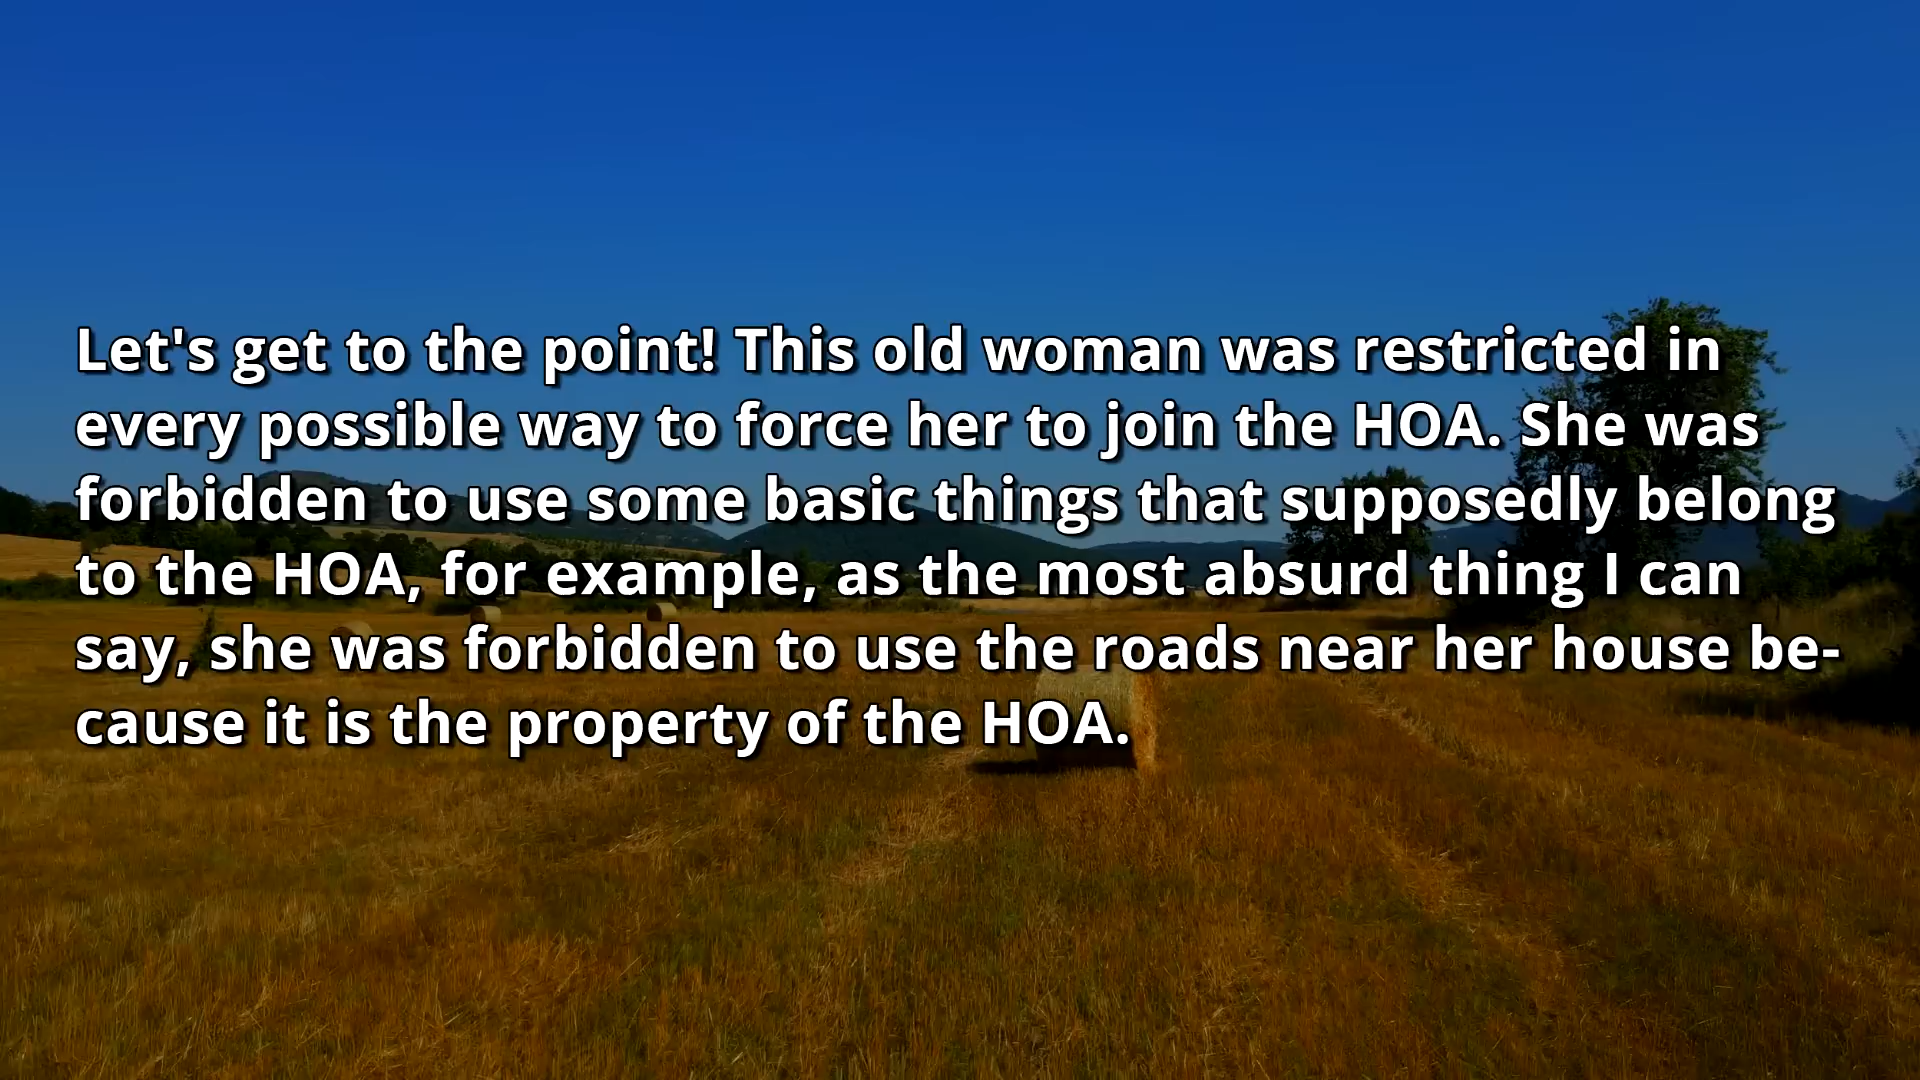 Let's get to the point! This old woman was restricted in
every possible way to force her to join the HOA. She was
forbidden to use some basic things that supposedly belong
to the HOA, for example, as the most absurd thing I can
say, she was forbidden to use the roads near her house be-
cause it is the property of the HOA.